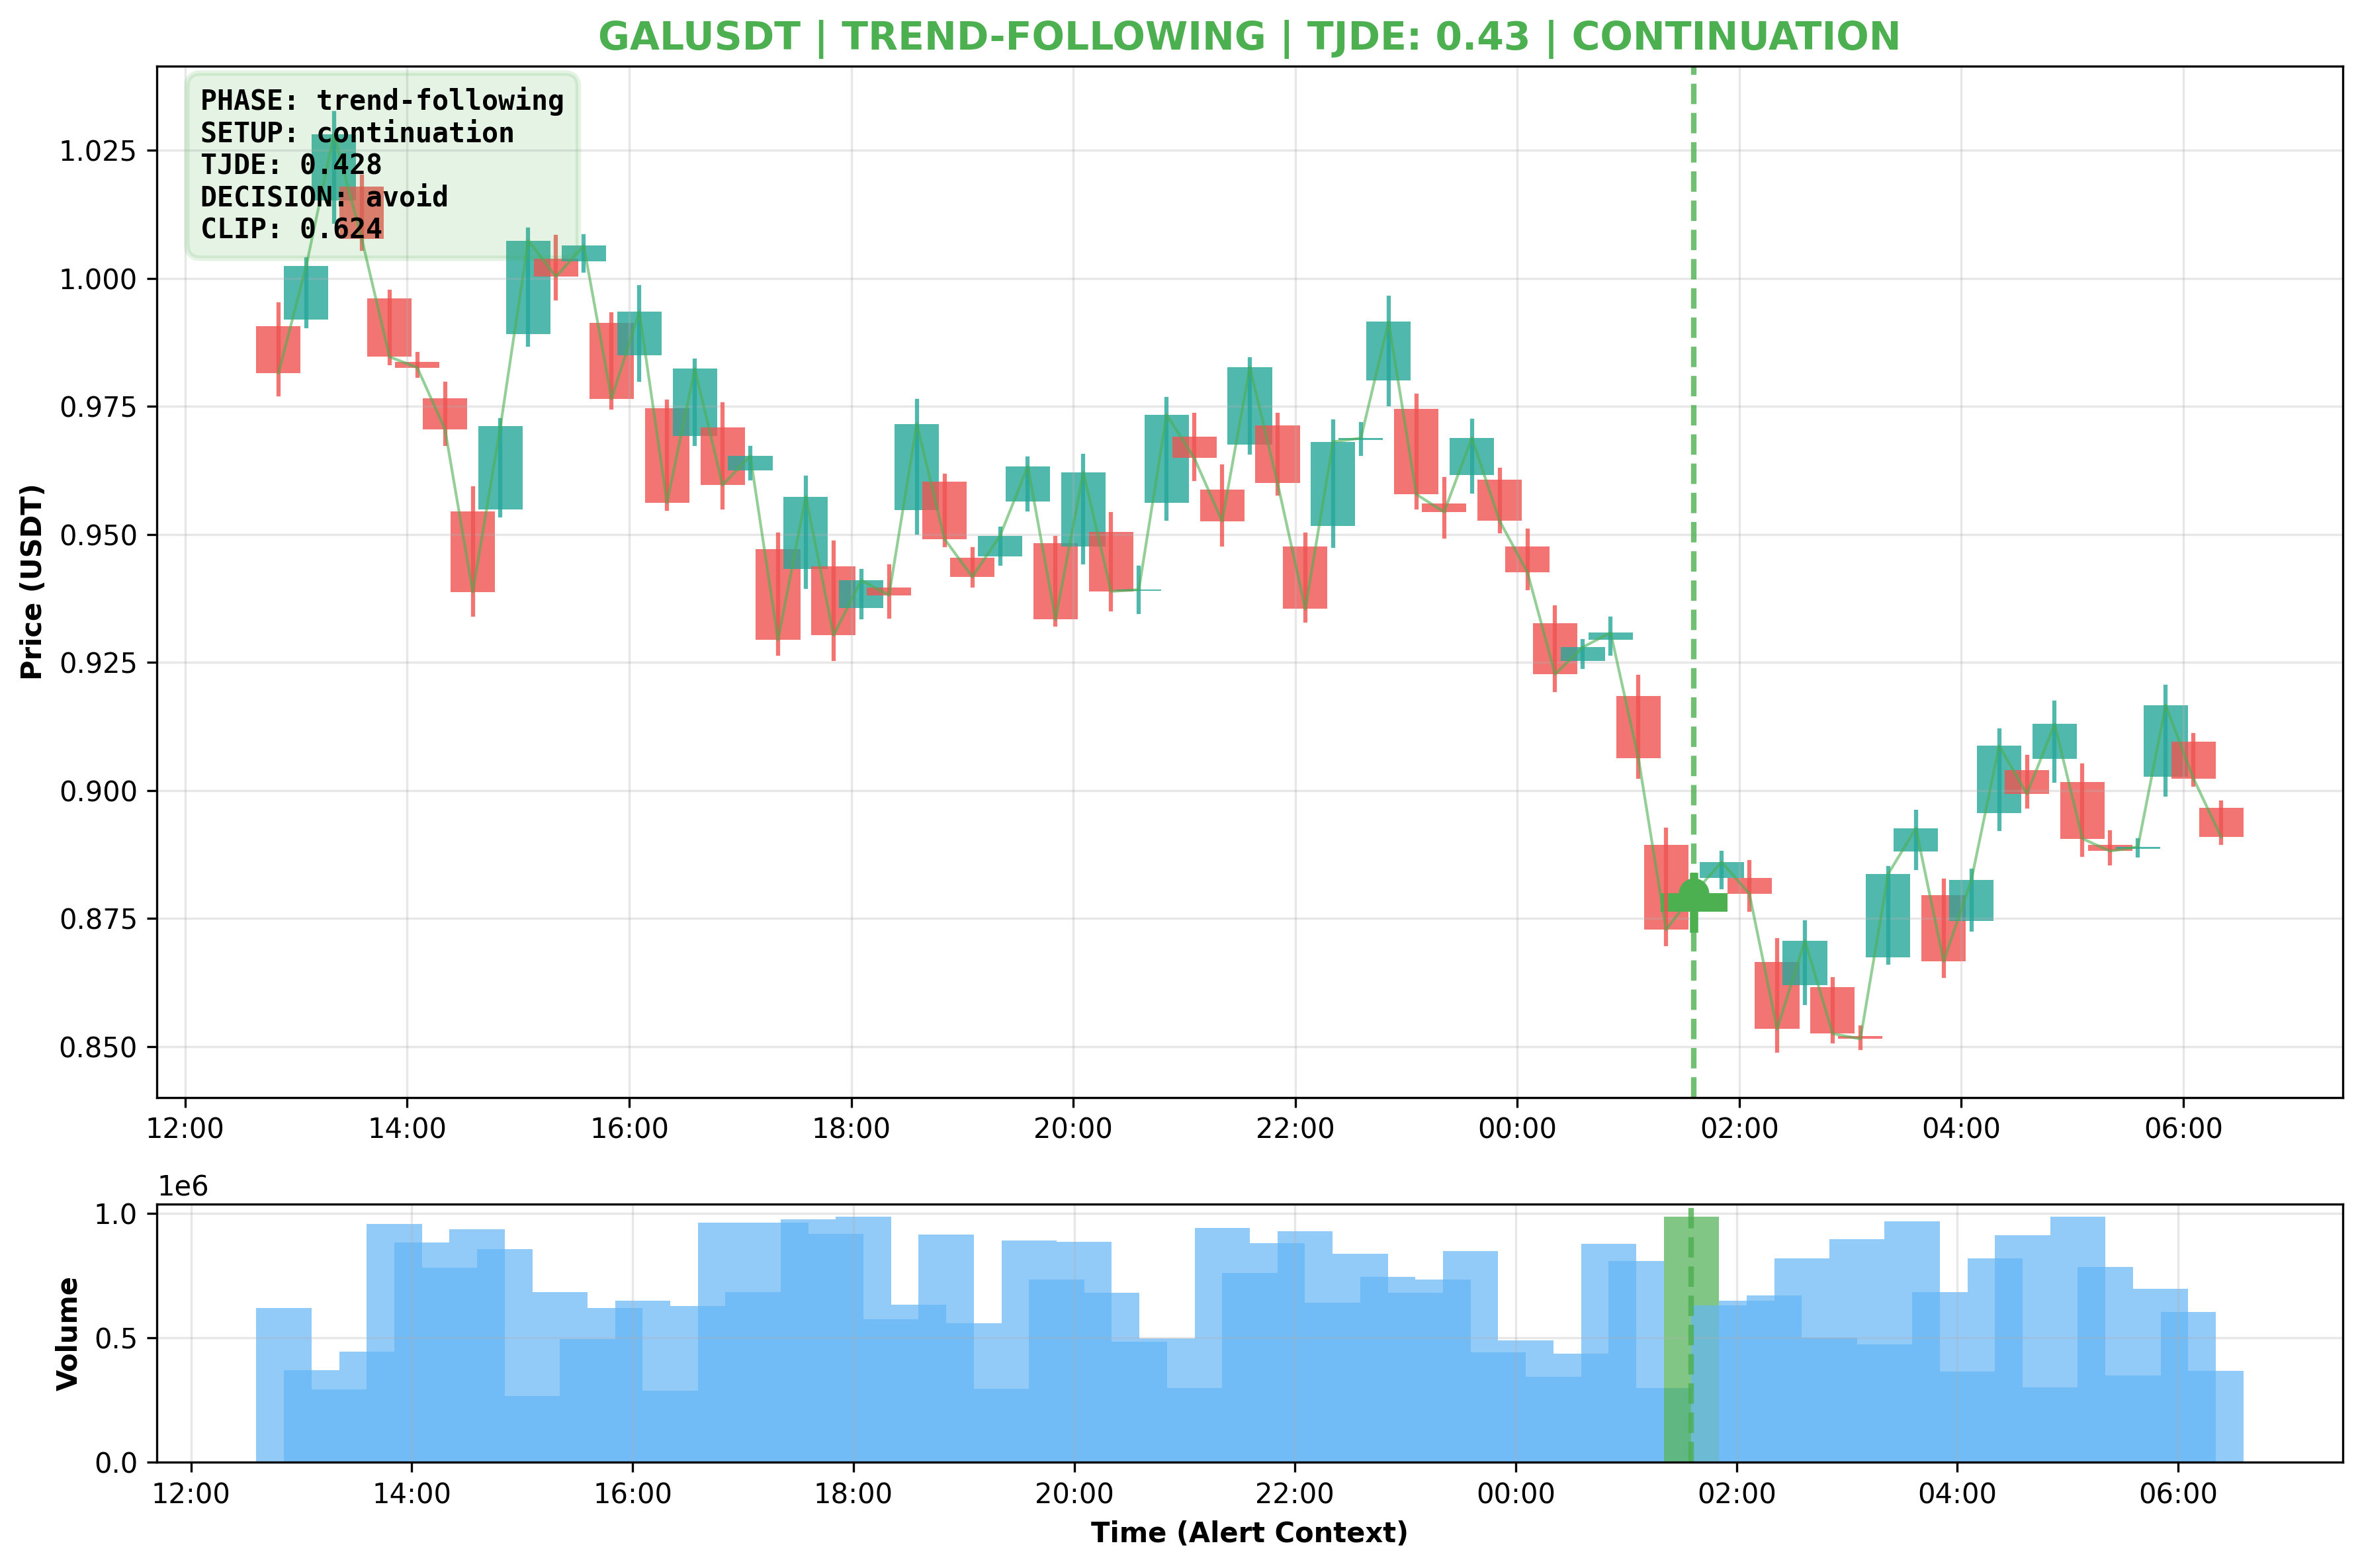 GALUSDT | TREND-FOLLOWING | TJDE: 0.43 | CONTINUATION
PHASE: trend-following
SETUP: continuation
TJDE: 0.428
DECISION: avoid
CLIP: 0.624
Price (USDT)
1.025
1.000
0.975
0.950
0.925
0.900
0.875
0.850
12:00 14:00 16:00 18:00 20:00 22:00 00:00 02:00 04:00 06:00
1e6
Volume
1.0
0.5
0.0
12:00 14:00 16:00 18:00 20:00 22:00 00:00 02:00 04:00 06:00
Time (Alert Context)